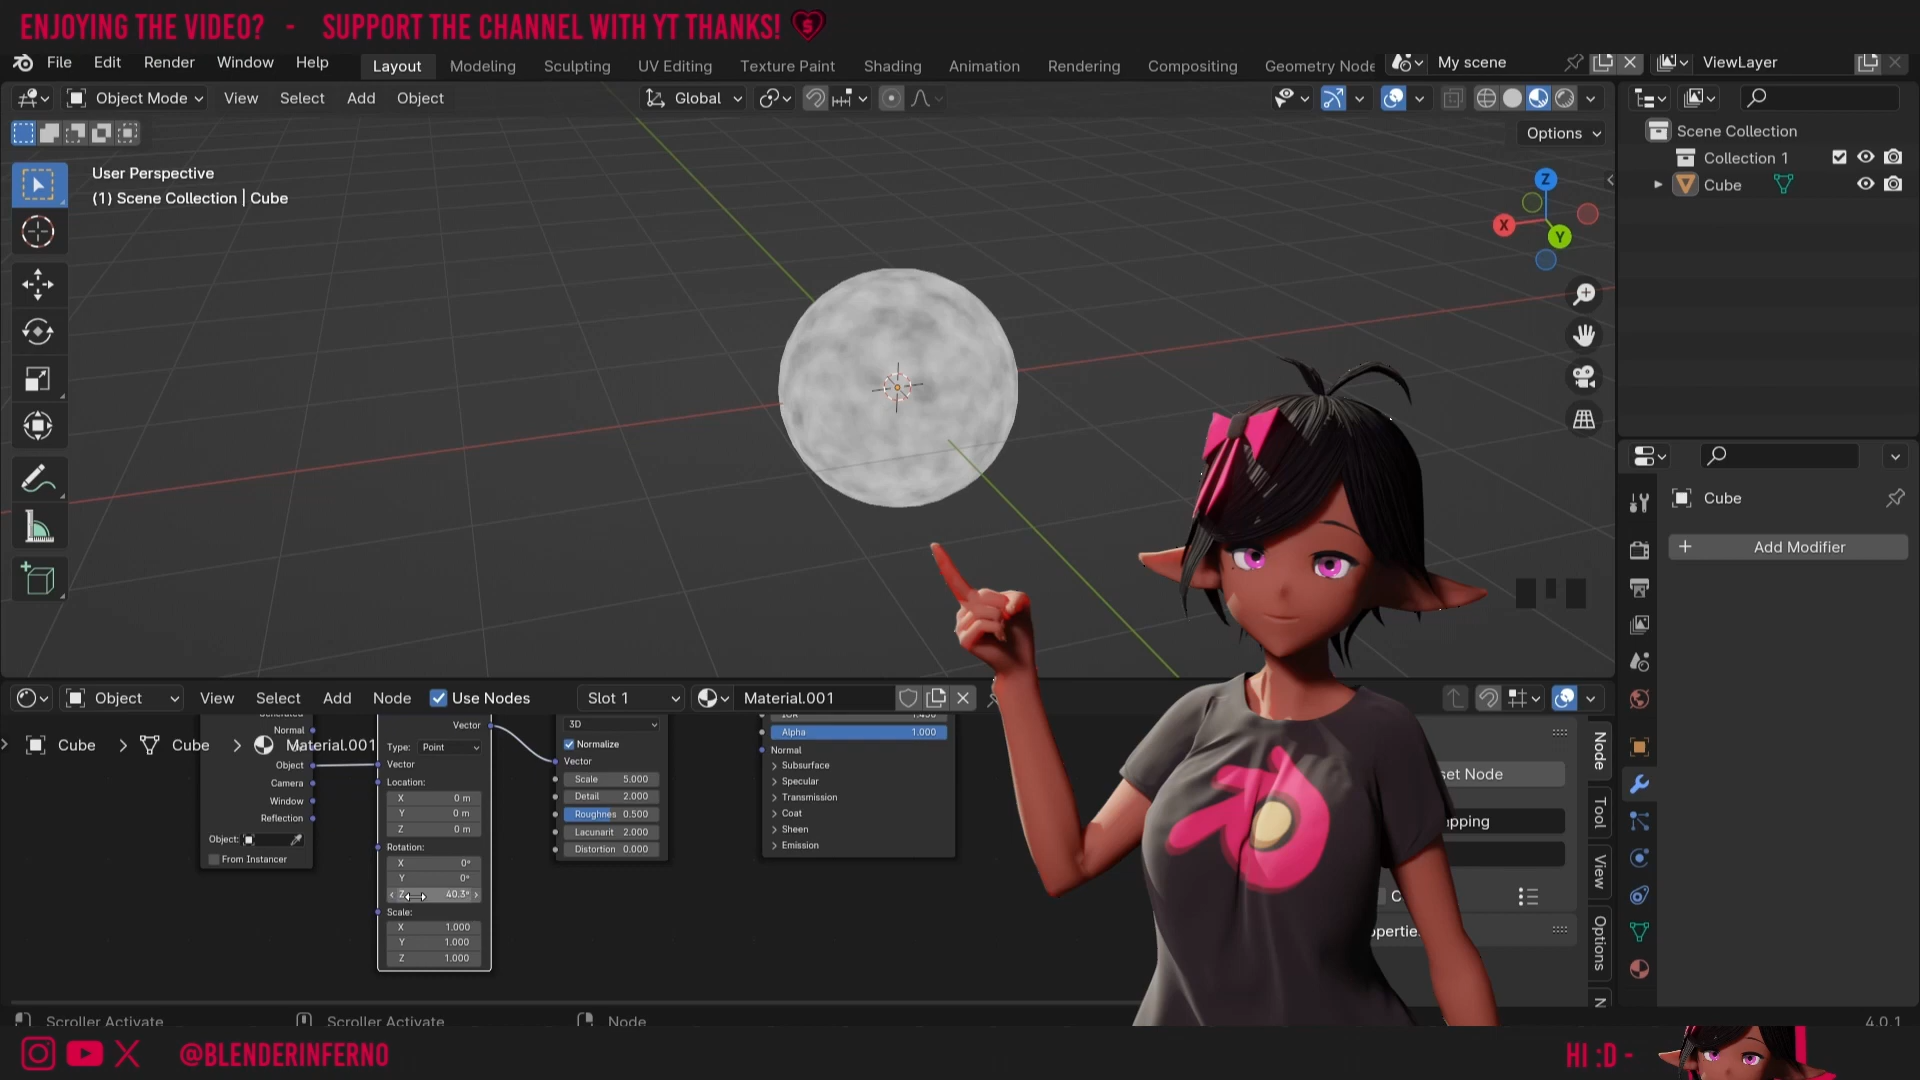 ENJOYING THE VIDEO? - SUPPORT THE CHANNEL WITH YT THANKS!
File Edit Render Window Help Layout Modeling Sculpting UV Editing Texture Paint Shading Animation Rendering Compositing Geometry Node My scene ViewLayer
Object Mode View Select Add Object Global
Options
User Perspective
(1) Scene Collection | Cube
Z
X
Y
Scene Collection
Collection 1
Cube
Cube
Add Modifier
Object View Select Add Node Use Nodes Slot 1 Material.001
Cube > Cube > Material.001
Normal
Object
Camera
Window
Reflection
Object:
From Instancer
Vector
Type: Point
Vector
Location:
X 0 m
Y 0 m
Z 0 m
Rotation:
X 0°
Y 0°
Z 40.3°
Scale:
X 1.000
Y 1.000
Z 1.000
3D
Normalize
Vector
Scale 5.000
Detail 2.000
Roughnes 0.500
Lacunarit 2.000
Distortion 0.000
Alpha 1.000
Normal
Subsurface
Specular
Transmission
Coat
Sheen
Emission
set Node
pping
C
operties
Node
Tool
View
Options
N
Scroller Activate Scroller Activate Node 4.0.1
@BLENDERINFERNO HI :D -